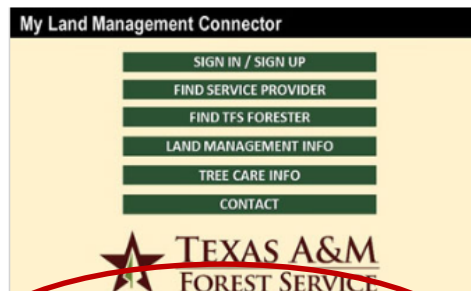 My Land Management Connector
SIGN IN / SIGN UP
FIND SERVICE PROVIDER
FIND TFS FORESTER
LAND MANAGEMENT INFO
TREE CARE INFO
CONTACT
TEXAS A&M
FOREST SERVICE